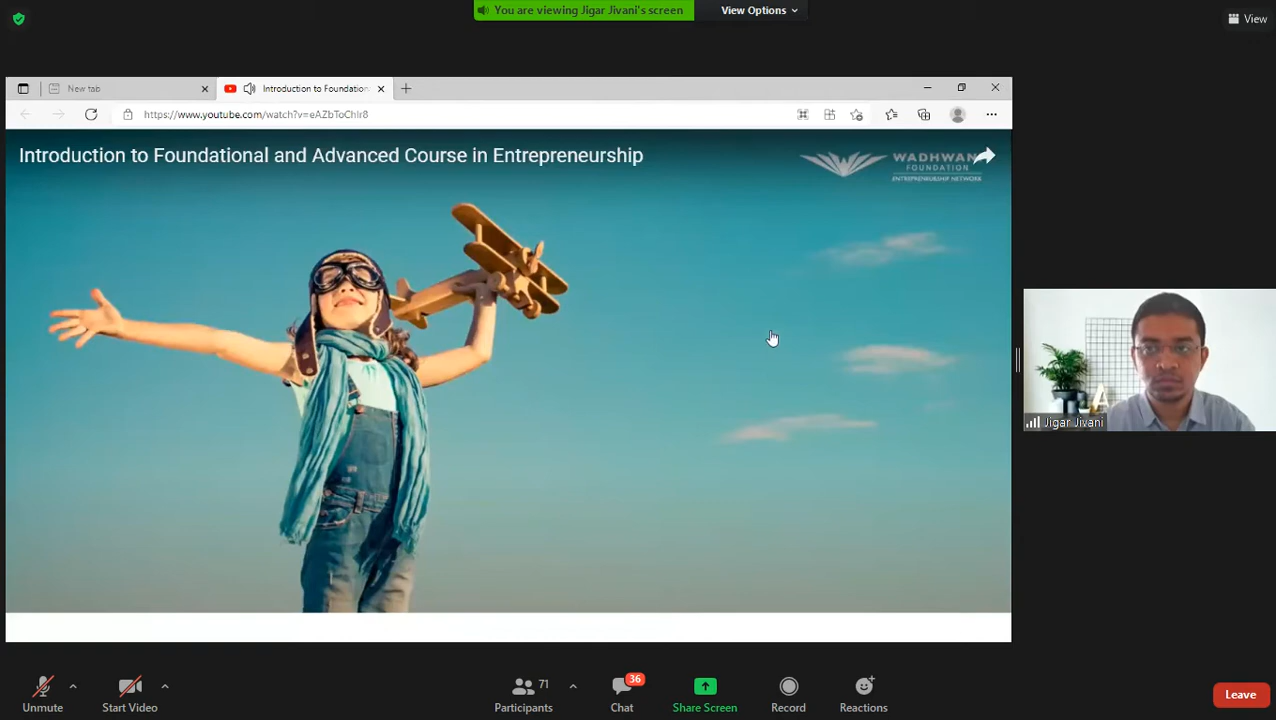 You are viewing Jigar Jivani's screen
View Options
View
New tab
Introduction to Foundation
https://www.youtube.com/watch?v=eAZbToChIr8
Introduction to Foundational and Advanced Course in Entrepreneurship
WADHWANI
FOUNDATION
ENTREPRENEURSHIP NETWORK
Jigar Jivani
71
36
Unmute
Start Video
Participants
Chat
Share Screen
Record
Reactions
Leave